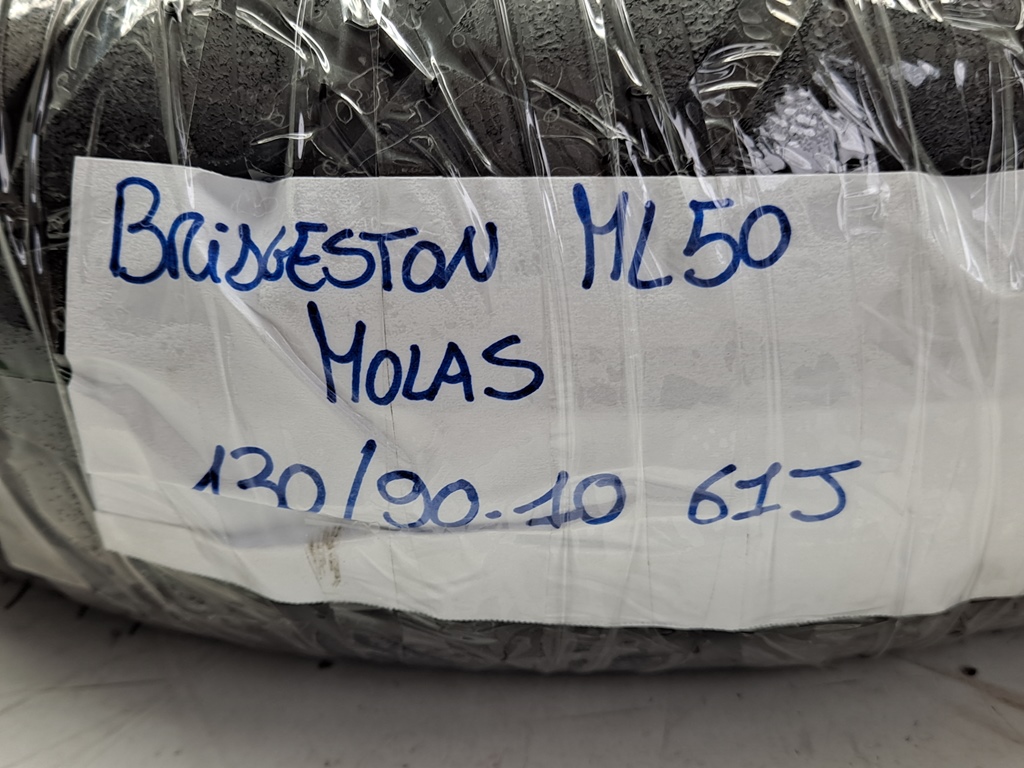 BRiDGESTON ML50
MOLAS
130/90-10 61J